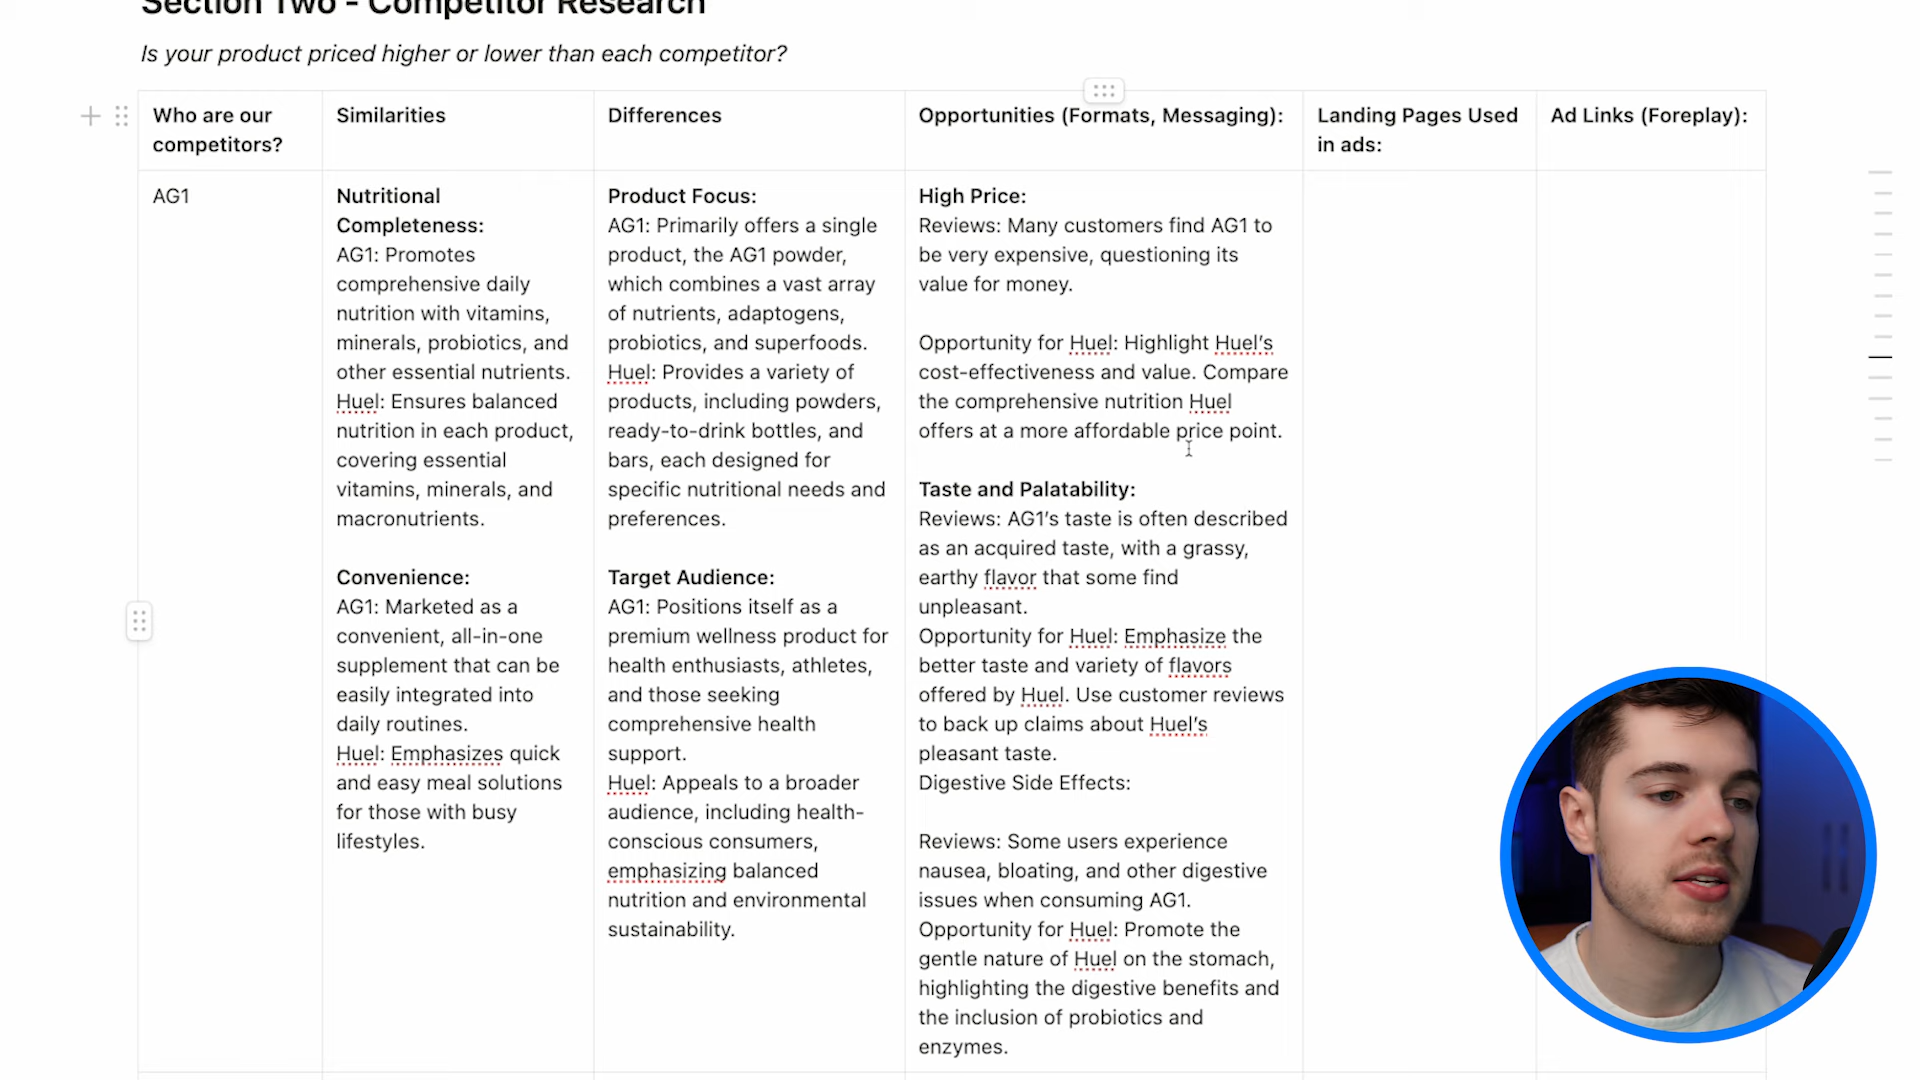 Section Two - Competitor Research
Is your product priced higher or lower than each competitor?
Who are our
competitors?
Similarities
Differences
Opportunities (Formats, Messaging):
Landing Pages Used
in ads:
Ad Links (Foreplay):
AG1
Nutritional
Completeness:
AG1: Promotes
comprehensive daily
nutrition with vitamins,
minerals, probiotics, and
other essential nutrients.
Huel: Ensures balanced
nutrition in each product,
covering essential
vitamins, minerals, and
macronutrients.
Convenience:
AG1: Marketed as a
convenient, all-in-one
supplement that can be
easily integrated into
daily routines.
Huel: Emphasizes quick
and easy meal solutions
for those with busy
lifestyles.
Product Focus:
AG1: Primarily offers a single
product, the AG1 powder,
which combines a vast array
of nutrients, adaptogens,
probiotics, and superfoods.
Huel: Provides a variety of
products, including powders,
ready-to-drink bottles, and
bars, each designed for
specific nutritional needs and
preferences.
Target Audience:
AG1: Positions itself as a
premium wellness product for
health enthusiasts, athletes,
and those seeking
comprehensive health
support.
Huel: Appeals to a broader
audience, including health-
conscious consumers,
emphasizing balanced
nutrition and environmental
sustainability.
High Price:
Reviews: Many customers find AG1 to
be very expensive, questioning its
value for money.
Opportunity for Huel: Highlight Huel's
cost-effectiveness and value. Compare
the comprehensive nutrition Huel
offers at a more affordable price point.
Taste and Palatability:
Reviews: AG1's taste is often described
as an acquired taste, with a grassy,
earthy flavor that some find
unpleasant.
Opportunity for Huel: Emphasize the
better taste and variety of flavors
offered by Huel. Use customer reviews
to back up claims about Huel's
pleasant taste.
Digestive Side Effects:
Reviews: Some users experience
nausea, bloating, and other digestive
issues when consuming AG1.
Opportunity for Huel: Promote the
gentle nature of Huel on the stomach,
highlighting the digestive benefits and
the inclusion of probiotics and
enzymes.